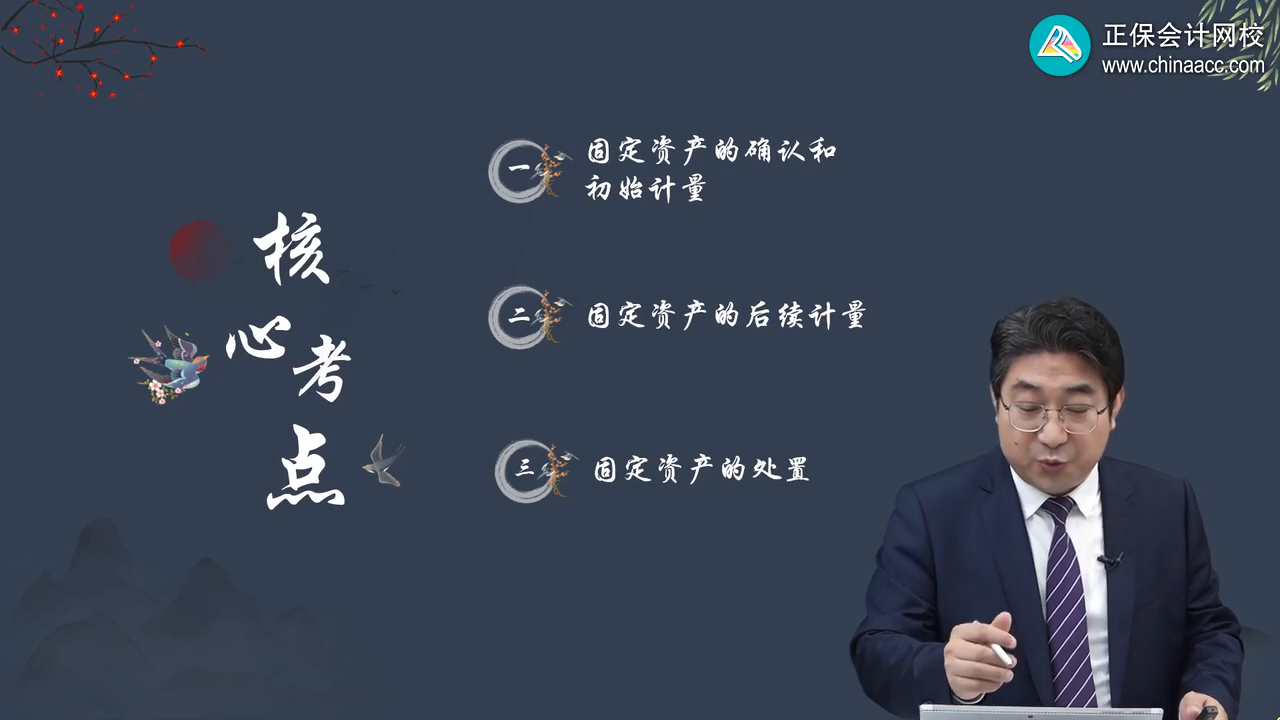 正保会计网校
www.chinaacc.com
核心考点
一
固定资产的确认和
初始计量
二
固定资产的后续计量
三
固定资产的处置